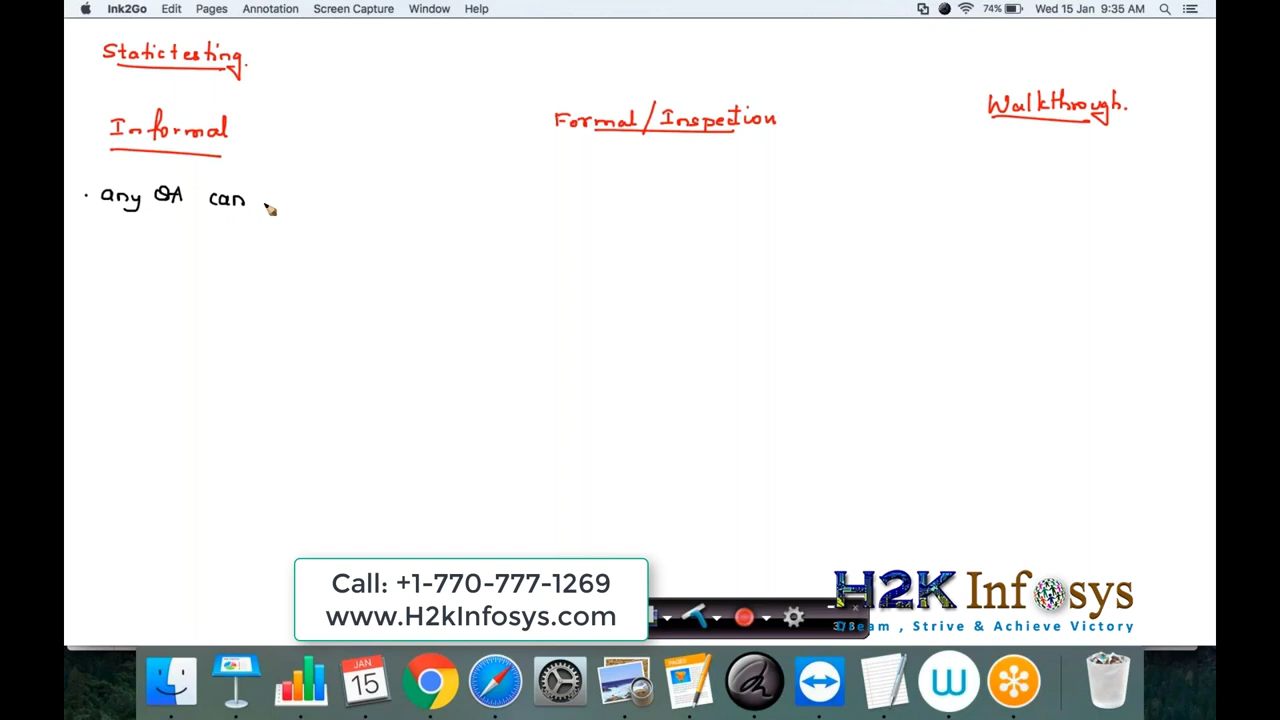 Ink2Go Edit Pages Annotation Screen Capture Window Help 74% Wed 15 Jan 9:35 AM
Static testing.
Informal
Formal / Inspection
Walkthrough.
. any QA can
Call: +1-770-777-1269
www.H2kInfosys.com
H2K Infosys
Dream , Strive & Achieve Victory
JAN
15
PAGES
W